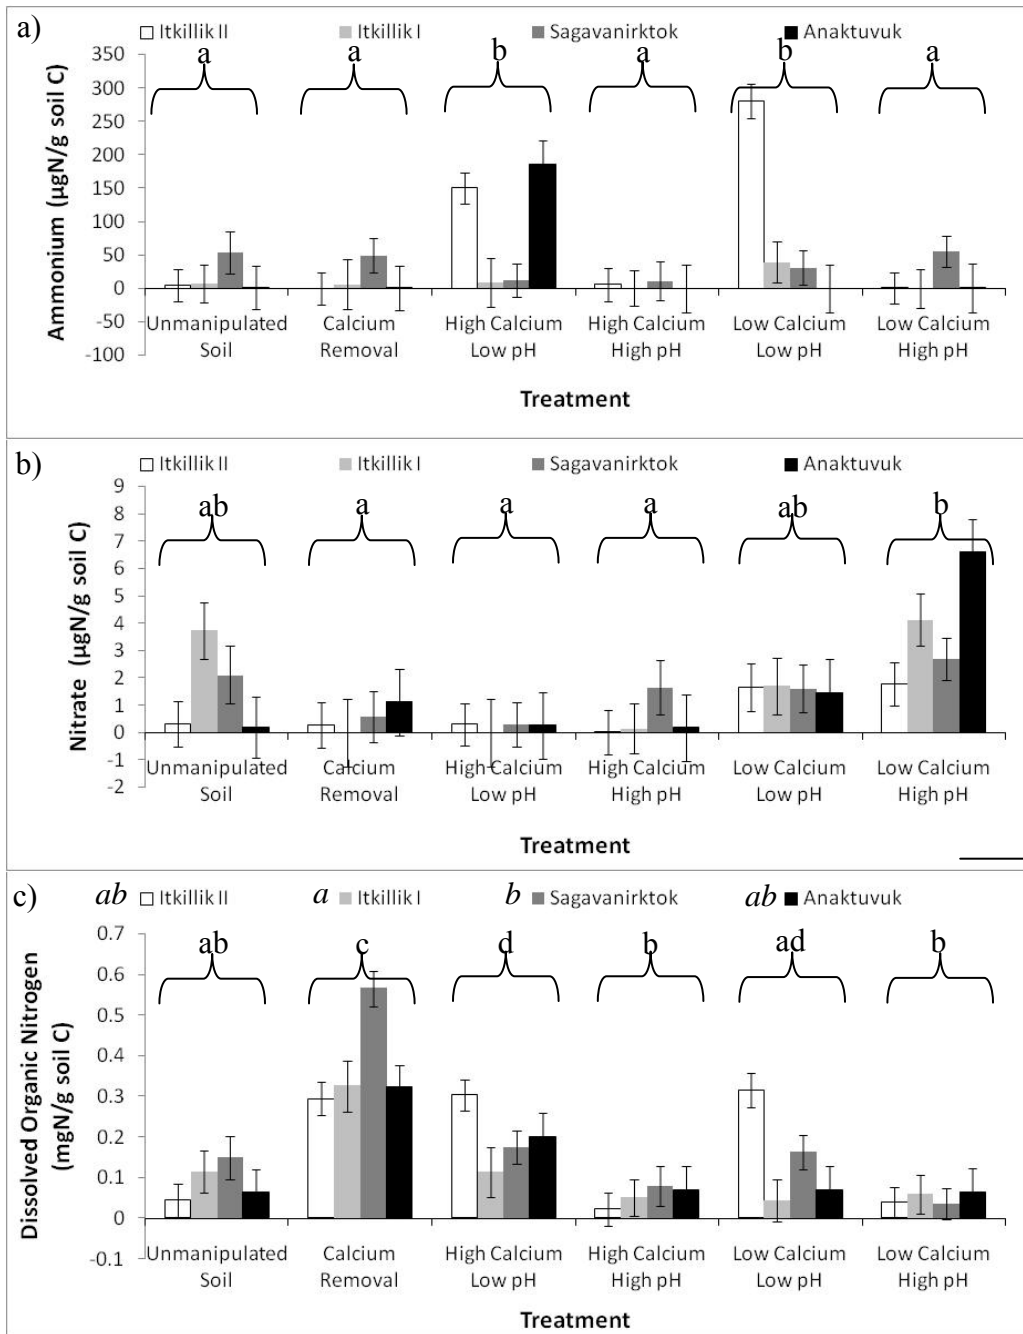 a)
Itkillik II Itkillik I Sagavanirktok Anaktuvuk
a a b a b a
350
300
250
200
150
100
50
0
-50
-100
Ammonium (µgN/g soil C)
Unmanipulated Soil
Calcium Removal
High Calcium Low pH
High Calcium High pH
Low Calcium Low pH
Low Calcium High pH
Treatment
b)
Itkillik II Itkillik I Sagavanirktok Anaktuvuk
ab a a a ab b
9
8
7
6
5
4
3
2
1
0
-1
-2
Nitrate (µgN/g soil C)
Unmanipulated Soil
Calcium Removal
High Calcium Low pH
High Calcium High pH
Low Calcium Low pH
Low Calcium High pH
Treatment
c)
ab Itkillik II a Itkillik I b Sagavanirktok ab Anaktuvuk
ab c d b ad b
0.7
0.6
0.5
0.4
0.3
0.2
0.1
0
-0.1
Dissolved Organic Nitrogen
(mgN/g soil C)
Unmanipulated Soil
Calcium Removal
High Calcium Low pH
High Calcium High pH
Low Calcium Low pH
Low Calcium High pH
Treatment